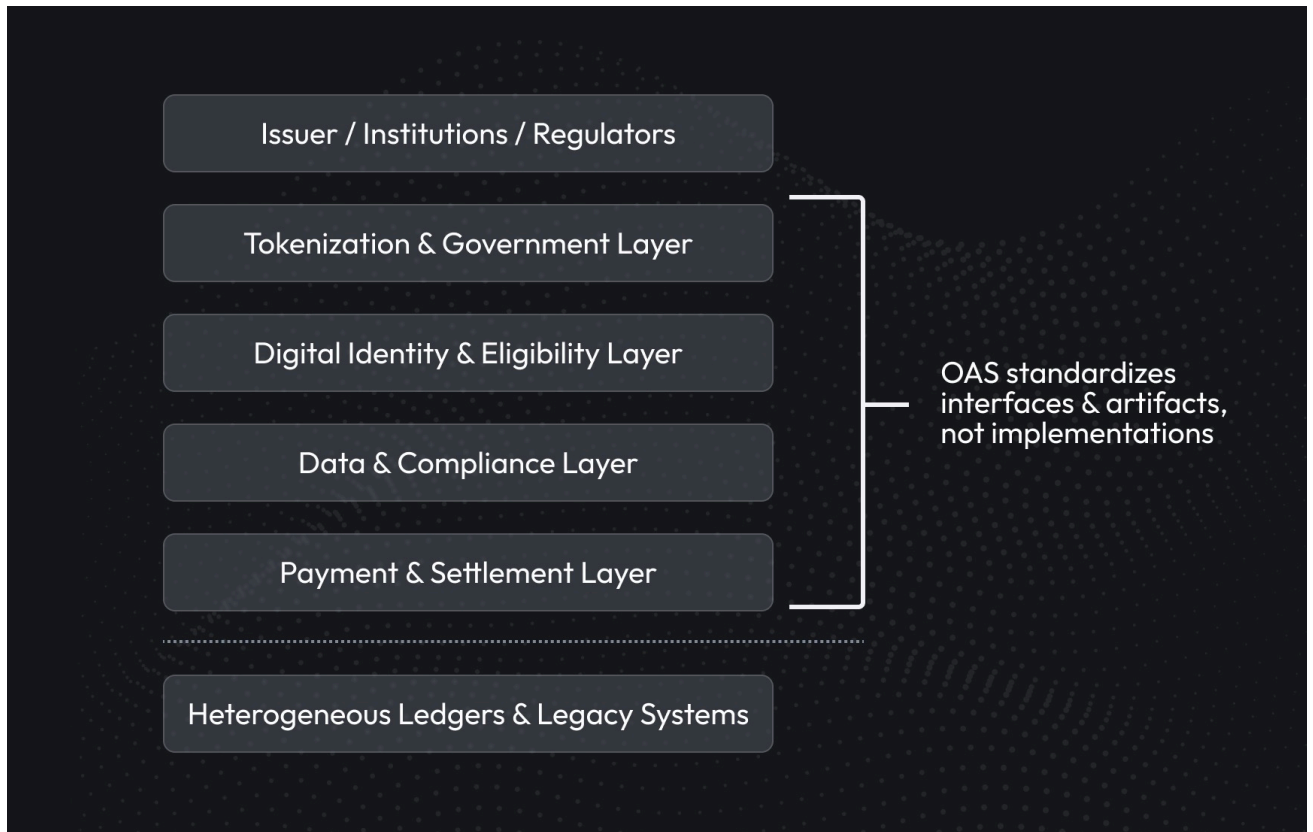 Issuer / Institutions / Regulators
Tokenization & Government Layer
Digital Identity & Eligibility Layer
Data & Compliance Layer
Payment & Settlement Layer
Heterogeneous Ledgers & Legacy Systems
OAS standardizes
interfaces & artifacts,
not implementations